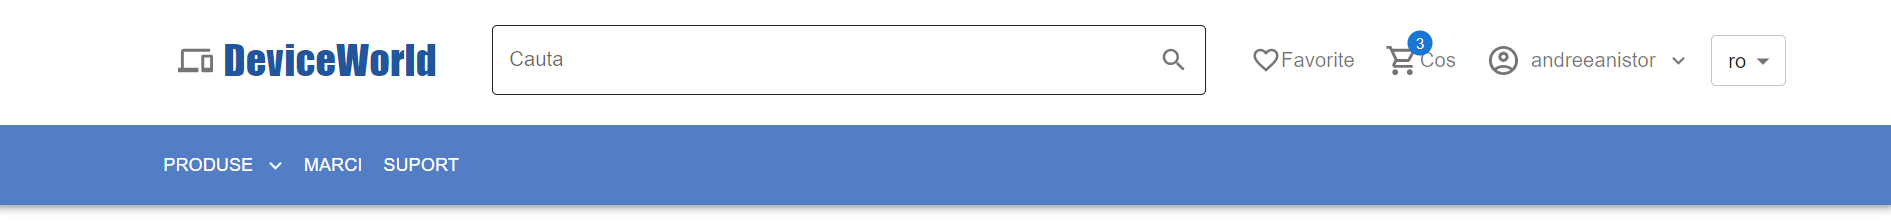 DeviceWorld
Cauta
Favorite
3
Cos
andreeanistor
ro
PRODUSE
MARCI
SUPORT